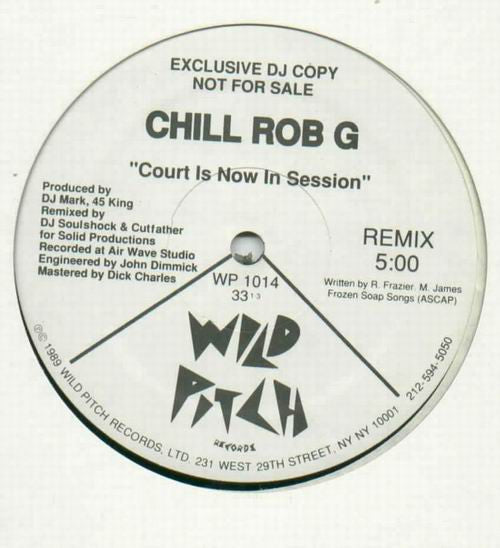 EXCLUSIVE DJ COPY
NOT FOR SALE
CHILL ROB G
"Court Is Now In Session"
Produced by
DJ Mark, 45 King
Remixed by
DJ Soulshock & Cutfather
for Solid Productions
Recorded at Air Wave Studio
Engineered by John Dimmick
Mastered by Dick Charles
REMIX
5:00
Written by R. Frazier, M. James
Frozen Soap Songs (ASCAP)
WP 1014
33 1 3
WILD
PITCH
RECORDS
℗© 1989 WILD PITCH RECORDS, LTD. 231 WEST 29TH STREET, NY NY 10001 212-594-5050